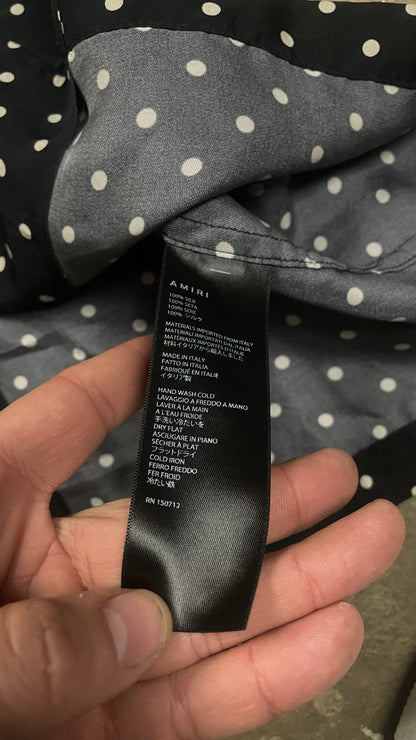 AMIRI
100% SILK
100% SETA
100% SOIE
100% シルク
MATERIALS IMPORTED FROM ITALY
MATERIALI IMPORTATI DAL ITALIA
MATÉRIAUX IMPORTÉS D'ITALIE
材料イタリアから輸入しました
MADE IN ITALY
FATTO IN ITALIA
FABRIQUÉ EN ITALIE
イタリア製
HAND WASH COLD
LAVAGGIO A FREDDO A MANO
LAVER À LA MAIN
A L'EAU FROIDE
手洗い冷たいを
DRY FLAT
ASCIUGARE IN PIANO
SÉCHER À PLAT
フラットドライ
COLD IRON
FERRO FREDDO
FER FROID
冷たい鉄
RN 150712